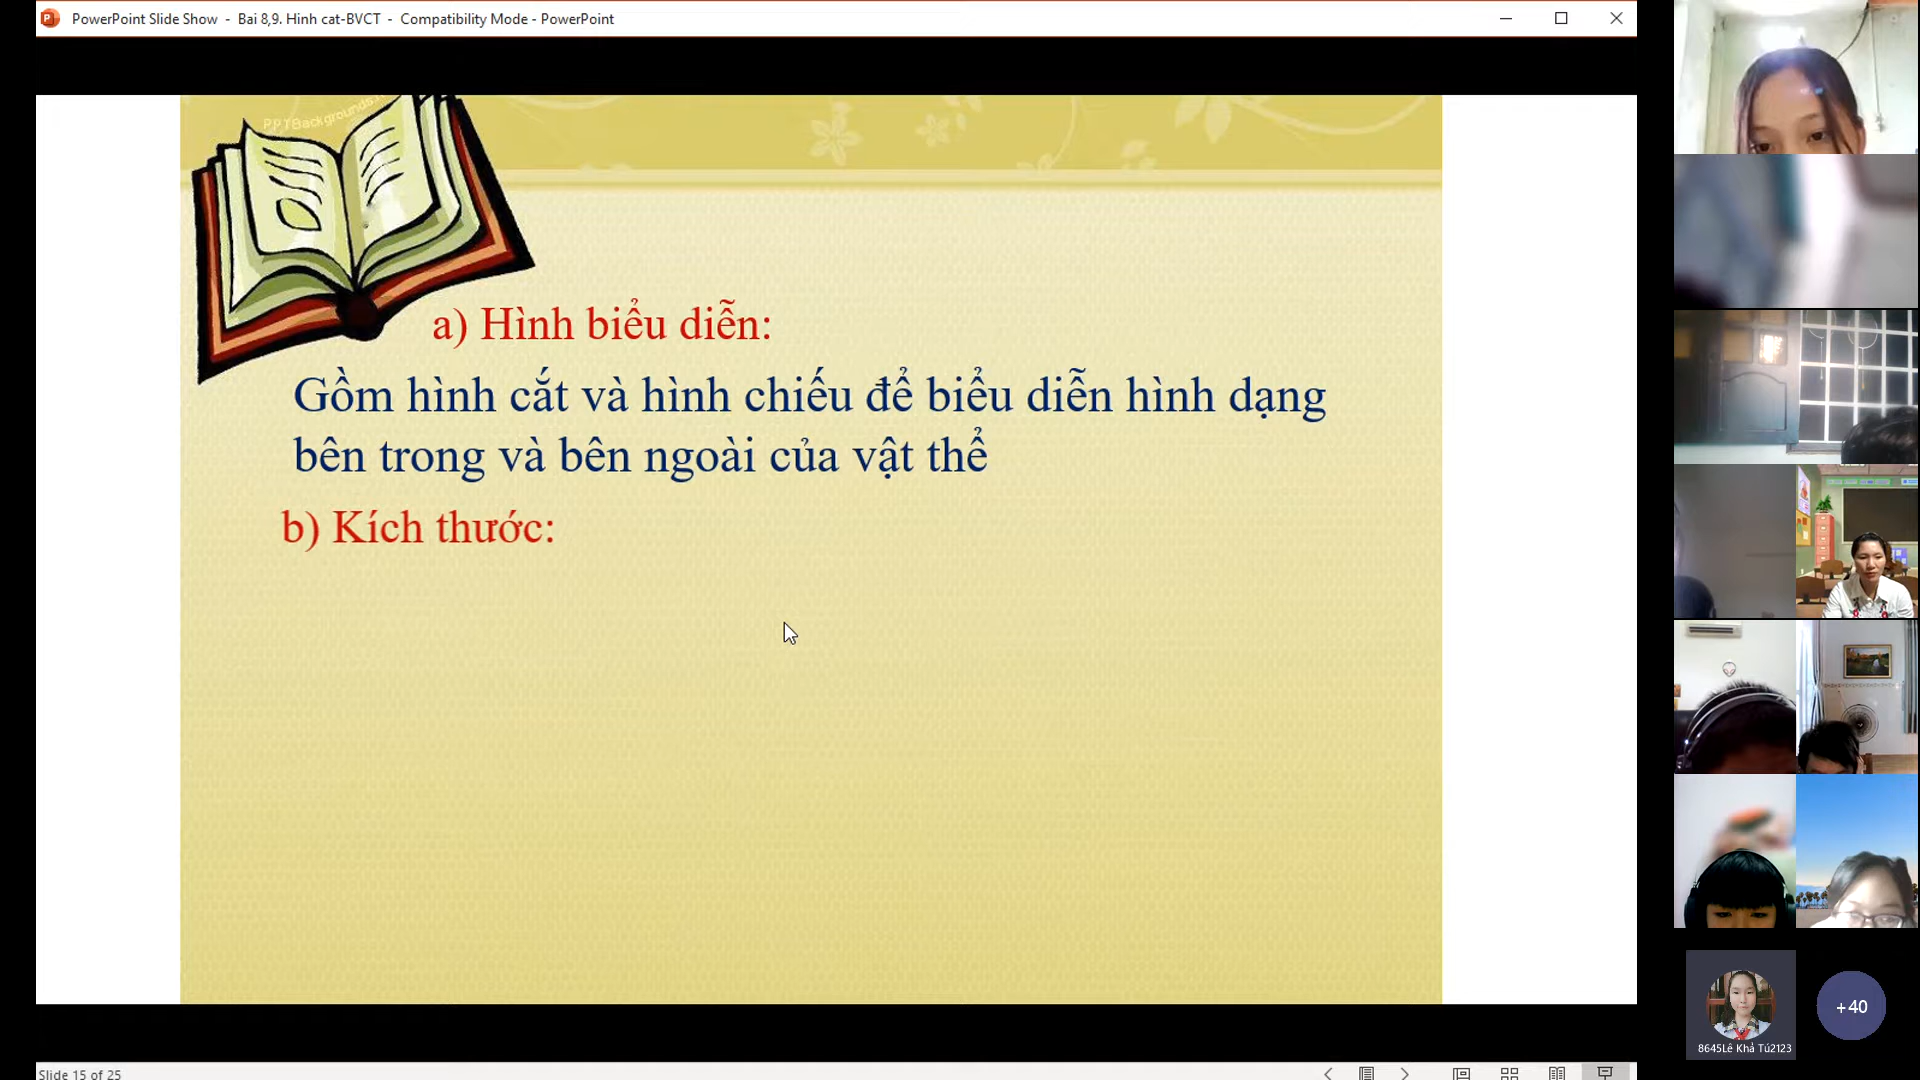 PowerPoint Slide Show - Bai 8,9. Hinh cat-BVCT - Compatibility Mode - PowerPoint
PPTBackgrounds
a) Hình biểu diễn:
Gồm hình cắt và hình chiếu để biểu diễn hình dạng
bên trong và bên ngoài của vật thể
b) Kích thước:
+40
8645Lê Khả Tú2123
Slide 15 of 25